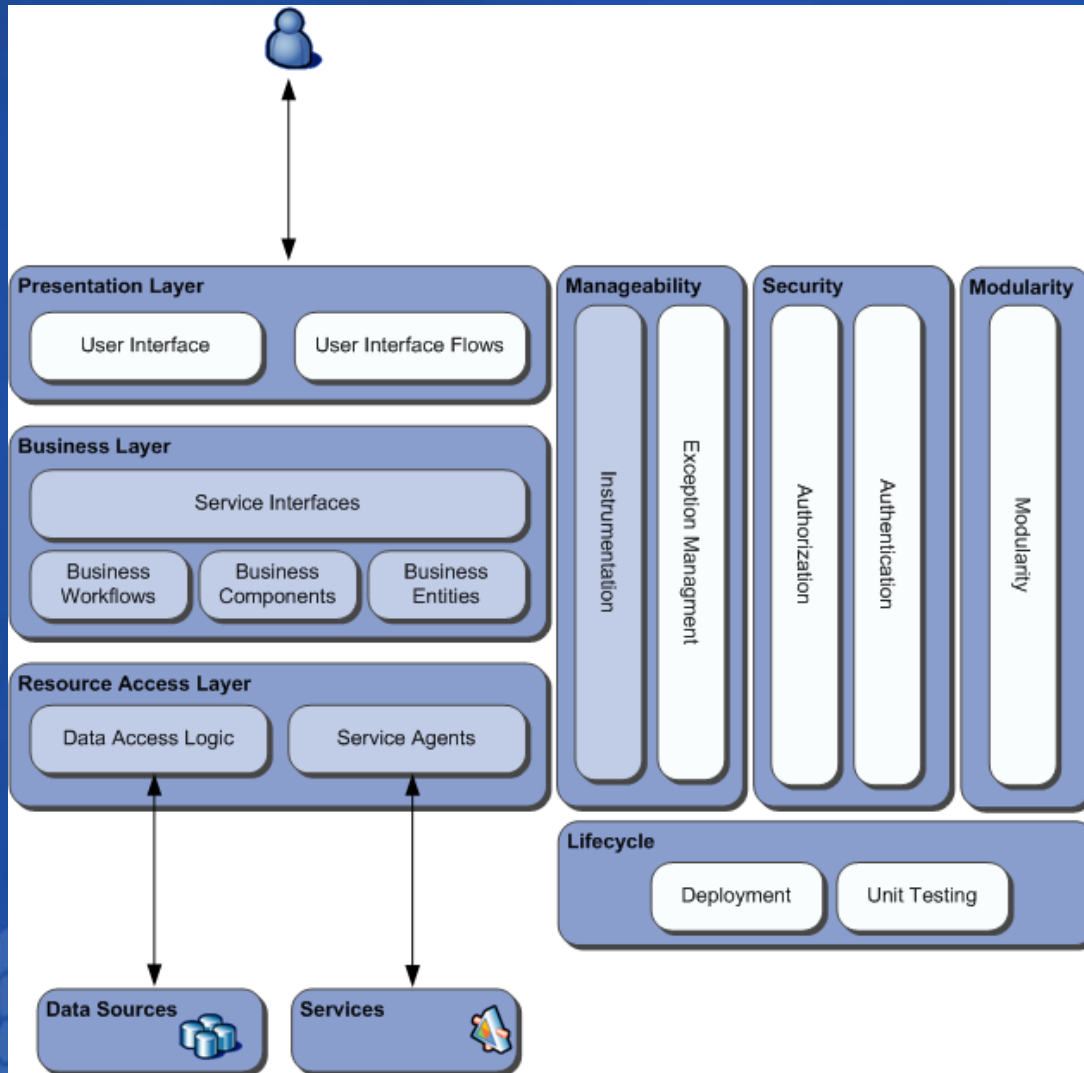 Presentation Layer
User Interface
User Interface Flows
Business Layer
Service Interfaces
Business
Workflows
Business
Components
Business
Entities
Resource Access Layer
Data Access Logic
Service Agents
Manageability
Instrumentation
Exception Managment
Security
Authorization
Authentication
Modularity
Modularity
Lifecycle
Deployment
Unit Testing
Data Sources
Services